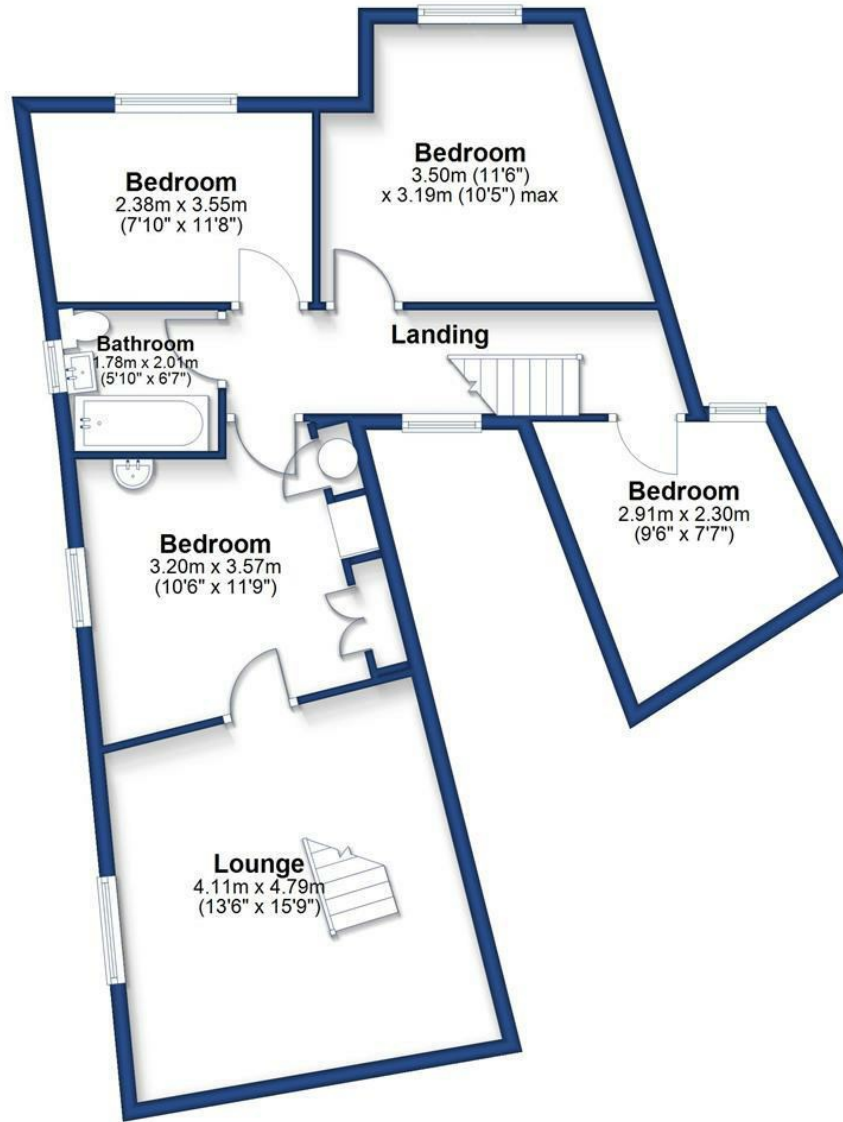 Bedroom
3.50m (11'6")
x 3.19m (10'5") max
Bedroom
2.38m x 3.55m
(7'10" x 11'8")
Landing
Bathroom
1.78m x 2.01m
(5'10" x 6'7")
Bedroom
2.91m x 2.30m
(9'6" x 7'7")
Bedroom
3.20m x 3.57m
(10'6" x 11'9")
Lounge
4.11m x 4.79m
(13'6" x 15'9")